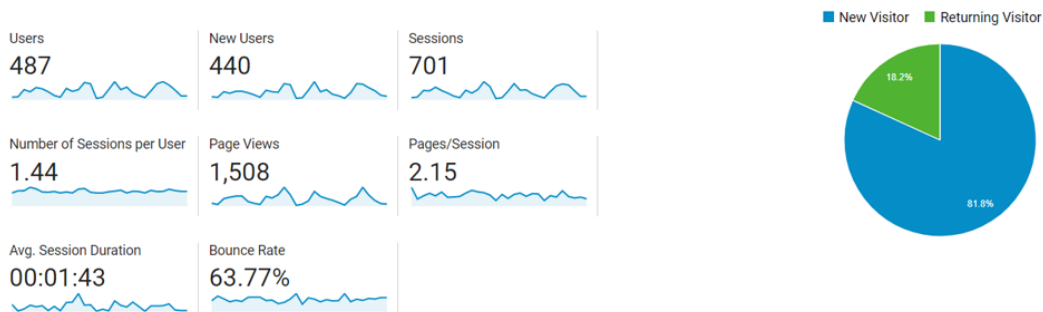 New Visitor
Returning Visitor
Users
New Users
Sessions
487
440
701
18.2%
Number of Sessions per User
Page Views
Pages/Session
1.44
1,508
2.15
81.8%
Avg. Session Duration
Bounce Rate
00:01:43
63.77%